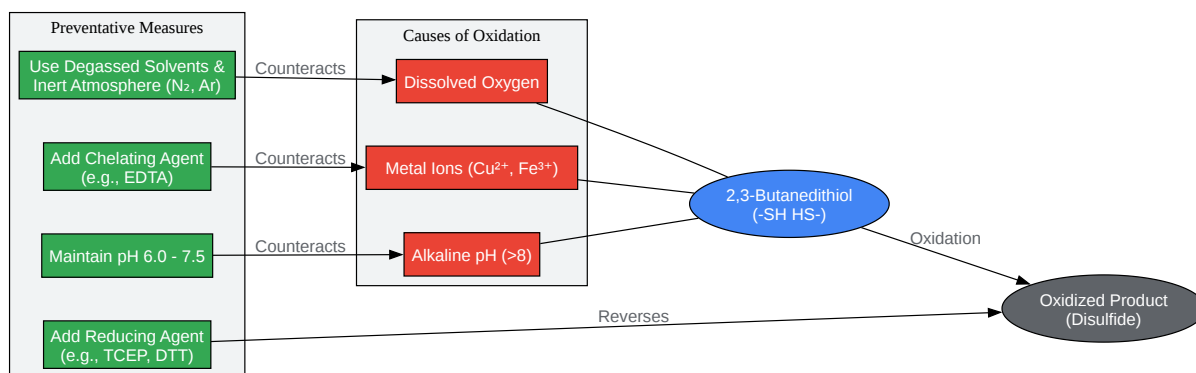 Preventative Measures
Use Degassed Solvents &
Inert Atmosphere (N₂, Ar)
Add Chelating Agent
(e.g., EDTA)
Maintain pH 6.0 - 7.5
Add Reducing Agent
(e.g., TCEP, DTT)
Counteracts
Counteracts
Counteracts
Causes of Oxidation
Dissolved Oxygen
Metal Ions (Cu²⁺, Fe³⁺)
Alkaline pH (>8)
Reverses
2,3-Butanedithiol
(-SH HS-)
Oxidation
Oxidized Product
(Disulfide)